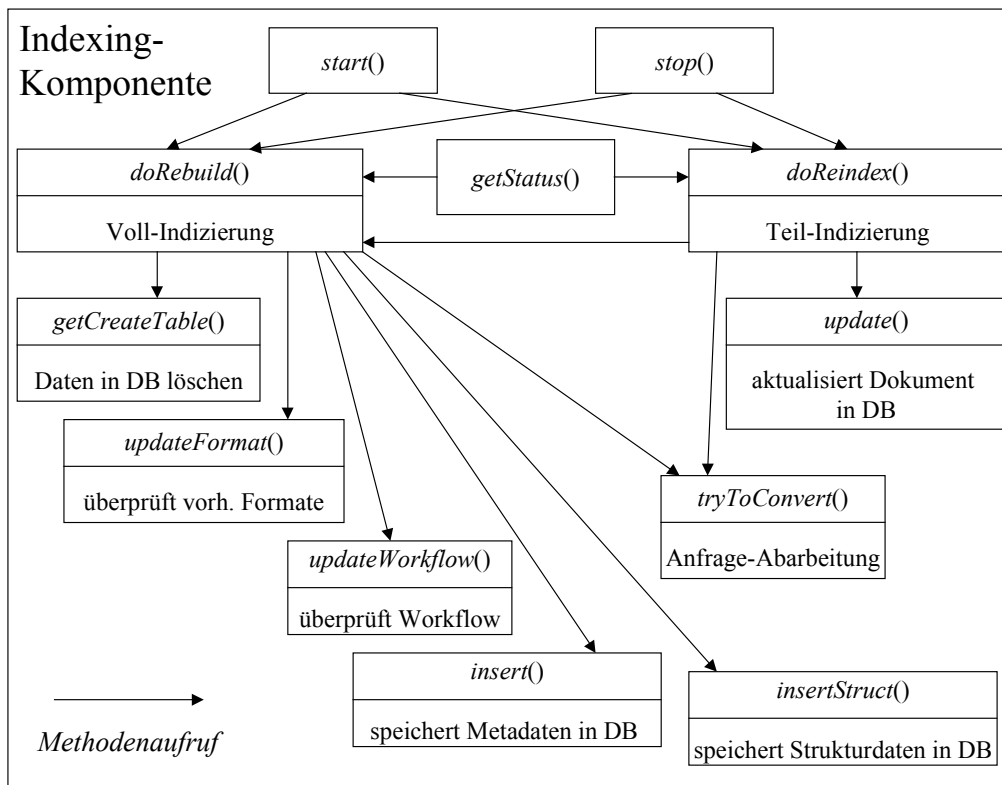 Indexing-
Komponente
start()
stop()
doRebuild()
Voll-Indizierung
getStatus()
doReindex()
Teil-Indizierung
getCreateTable()
Daten in DB löschen
update()
aktualisiert Dokument
in DB
updateFormat()
überprüft vorh. Formate
tryToConvert()
Anfrage-Abarbeitung
updateWorkflow()
überprüft Workflow
insert()
speichert Metadaten in DB
insertStruct()
speichert Strukturdaten in DB
Methodenaufruf